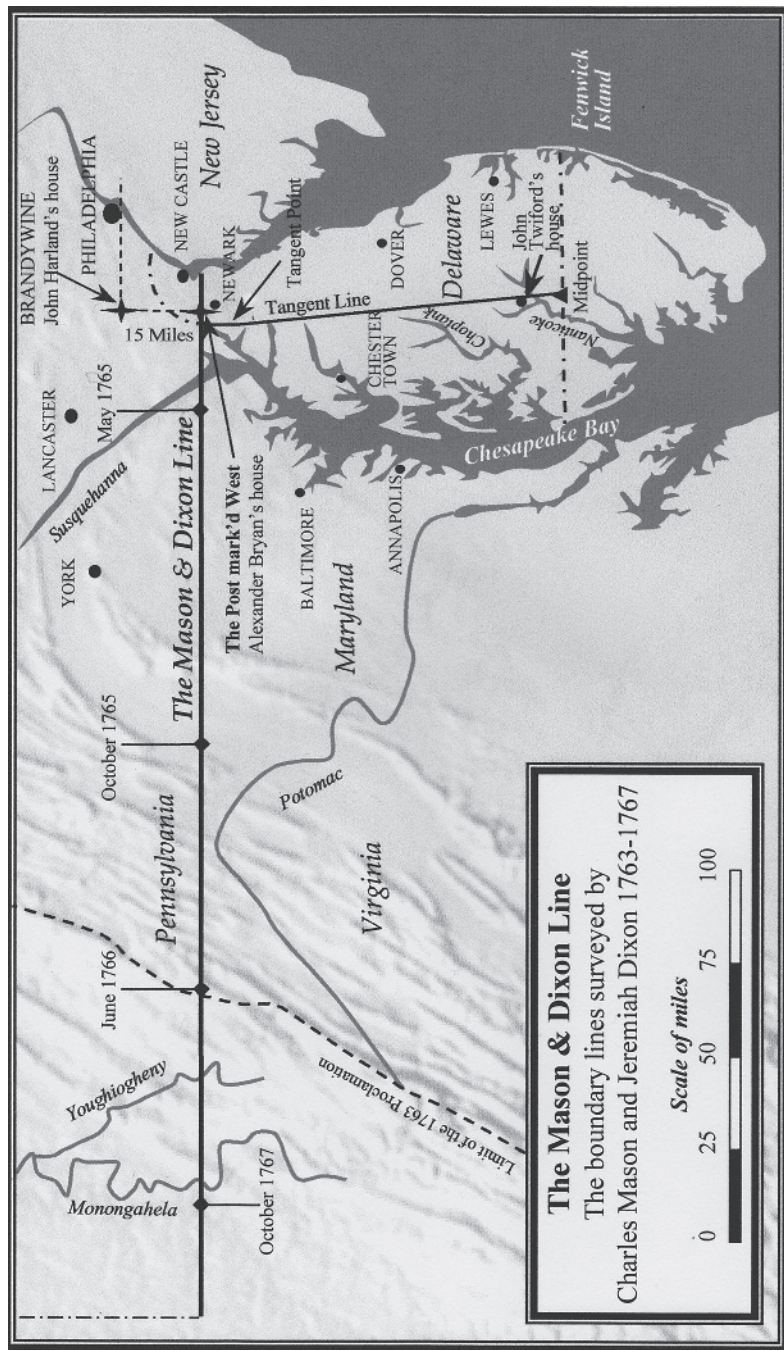 BRANDYWINE
John Harland's house
PHILADELPHIA
NEW CASTLE
New Jersey
NEWARK
Tangent Point
15 Miles
LANCASTER
May 1765
Susquehanna
YORK
The Mason & Dixon Line
October 1765
Pennsylvania
June 1766
Youghiogheny
Monongahela
October 1767
The Post mark'd West
Alexander Bryan's house
Tangent Line
DOVER
Delaware
LEWES
John
Twiford's
house
Fenwick
Island
Midpoint
Nanticoke
Choptank
CHESTER
TOWN
Chesapeake Bay
BALTIMORE
ANNAPOLIS
Maryland
Potomac
Virginia
Limit of the 1763 Proclamation
The Mason & Dixon Line
The boundary lines surveyed by
Charles Mason and Jeremiah Dixon 1763-1767
Scale of miles
0 25 50 75 100